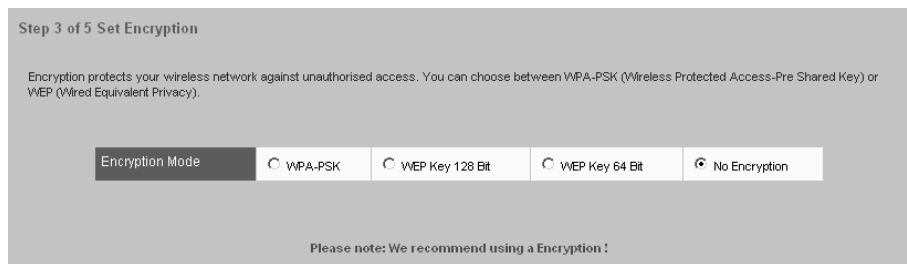 Step 3 of 5 Set Encryption
Encryption protects your wireless network against unauthorised access. You can choose between WPA-PSK (Wireless Protected Access-Pre Shared Key) or
WEP (Wired Equivalent Privacy).
Encryption Mode WPA-PSK WEP Key 128 Bit WEP Key 64 Bit No Encryption
Please note: We recommend using a Encryption !